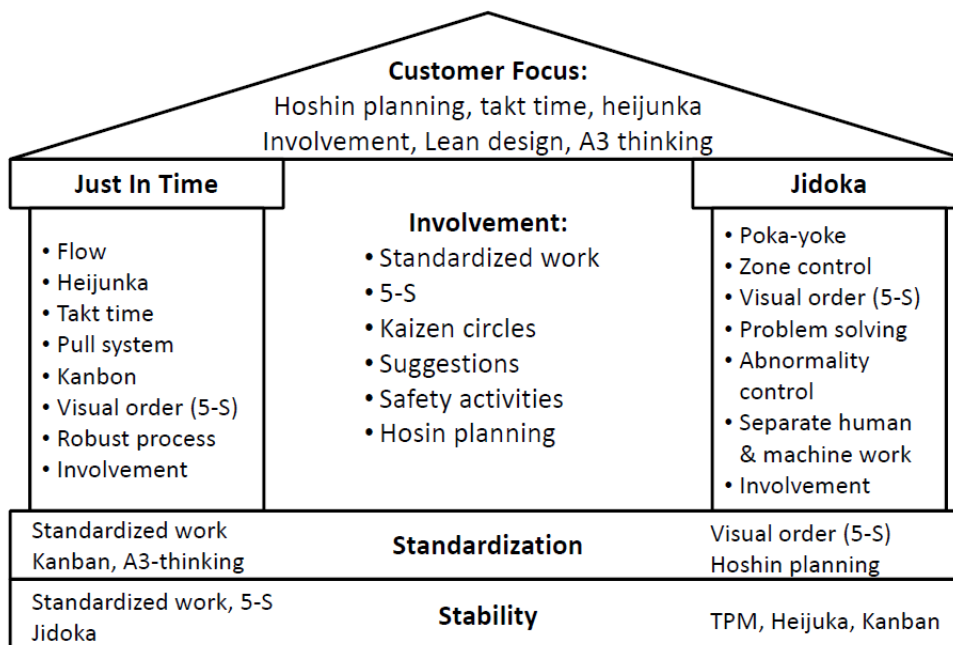 Customer Focus:
Hoshin planning, takt time, heijunka
Involvement, Lean design, A3 thinking
Just In Time
• Flow
• Heijunka
• Takt time
• Pull system
• Kanbon
• Visual order (5-S)
• Robust process
• Involvement
Involvement:
• Standardized work
• 5-S
• Kaizen circles
• Suggestions
• Safety activities
• Hosin planning
Jidoka
• Poka-yoke
• Zone control
• Visual order (5-S)
• Problem solving
• Abnormality
control
• Separate human
& machine work
• Involvement
Standardized work
Kanban, A3-thinking
Standardization
Visual order (5-S)
Hoshin planning
Standardized work, 5-S
Jidoka
Stability
TPM, Heijuka, Kanban